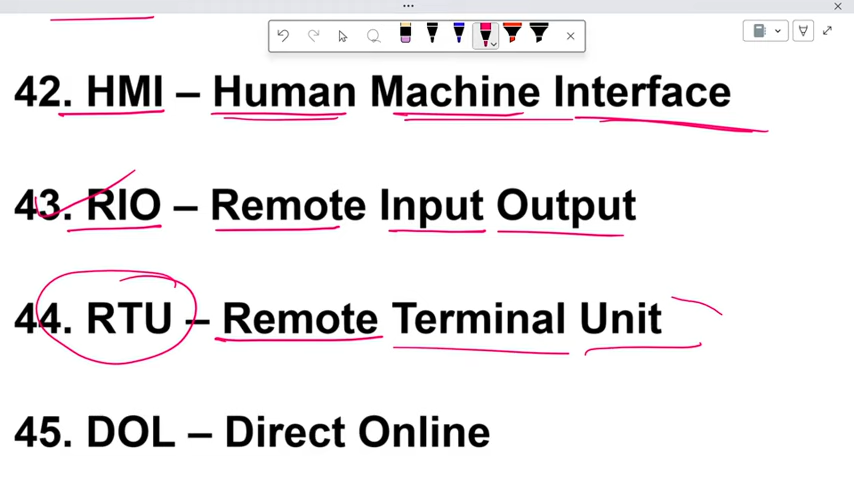 42. HMI – Human Machine Interface
43. RIO – Remote Input Output
44. RTU – Remote Terminal Unit
45. DOL – Direct Online